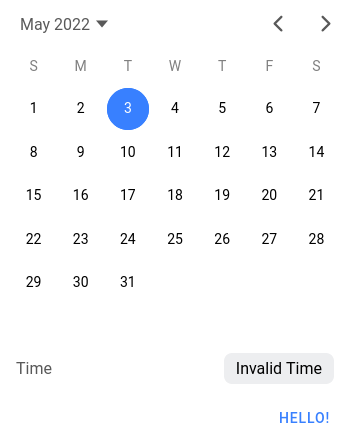 May 2022
S M T W T F S
1 2 3 4 5 6 7
8 9 10 11 12 13 14
15 16 17 18 19 20 21
22 23 24 25 26 27 28
29 30 31
Time Invalid Time
HELLO!